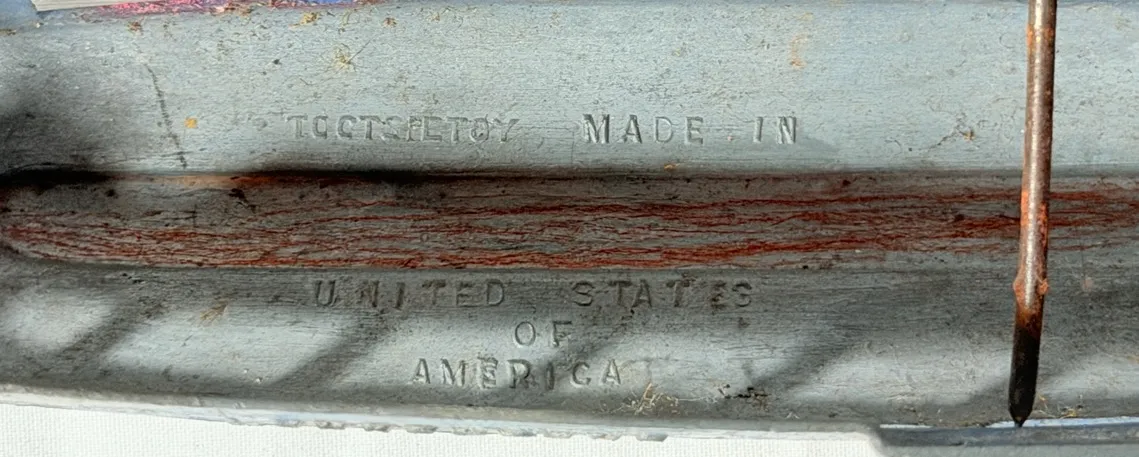 TOOTSIETOY MADE IN
UNITED STATES
OF
AMERICA